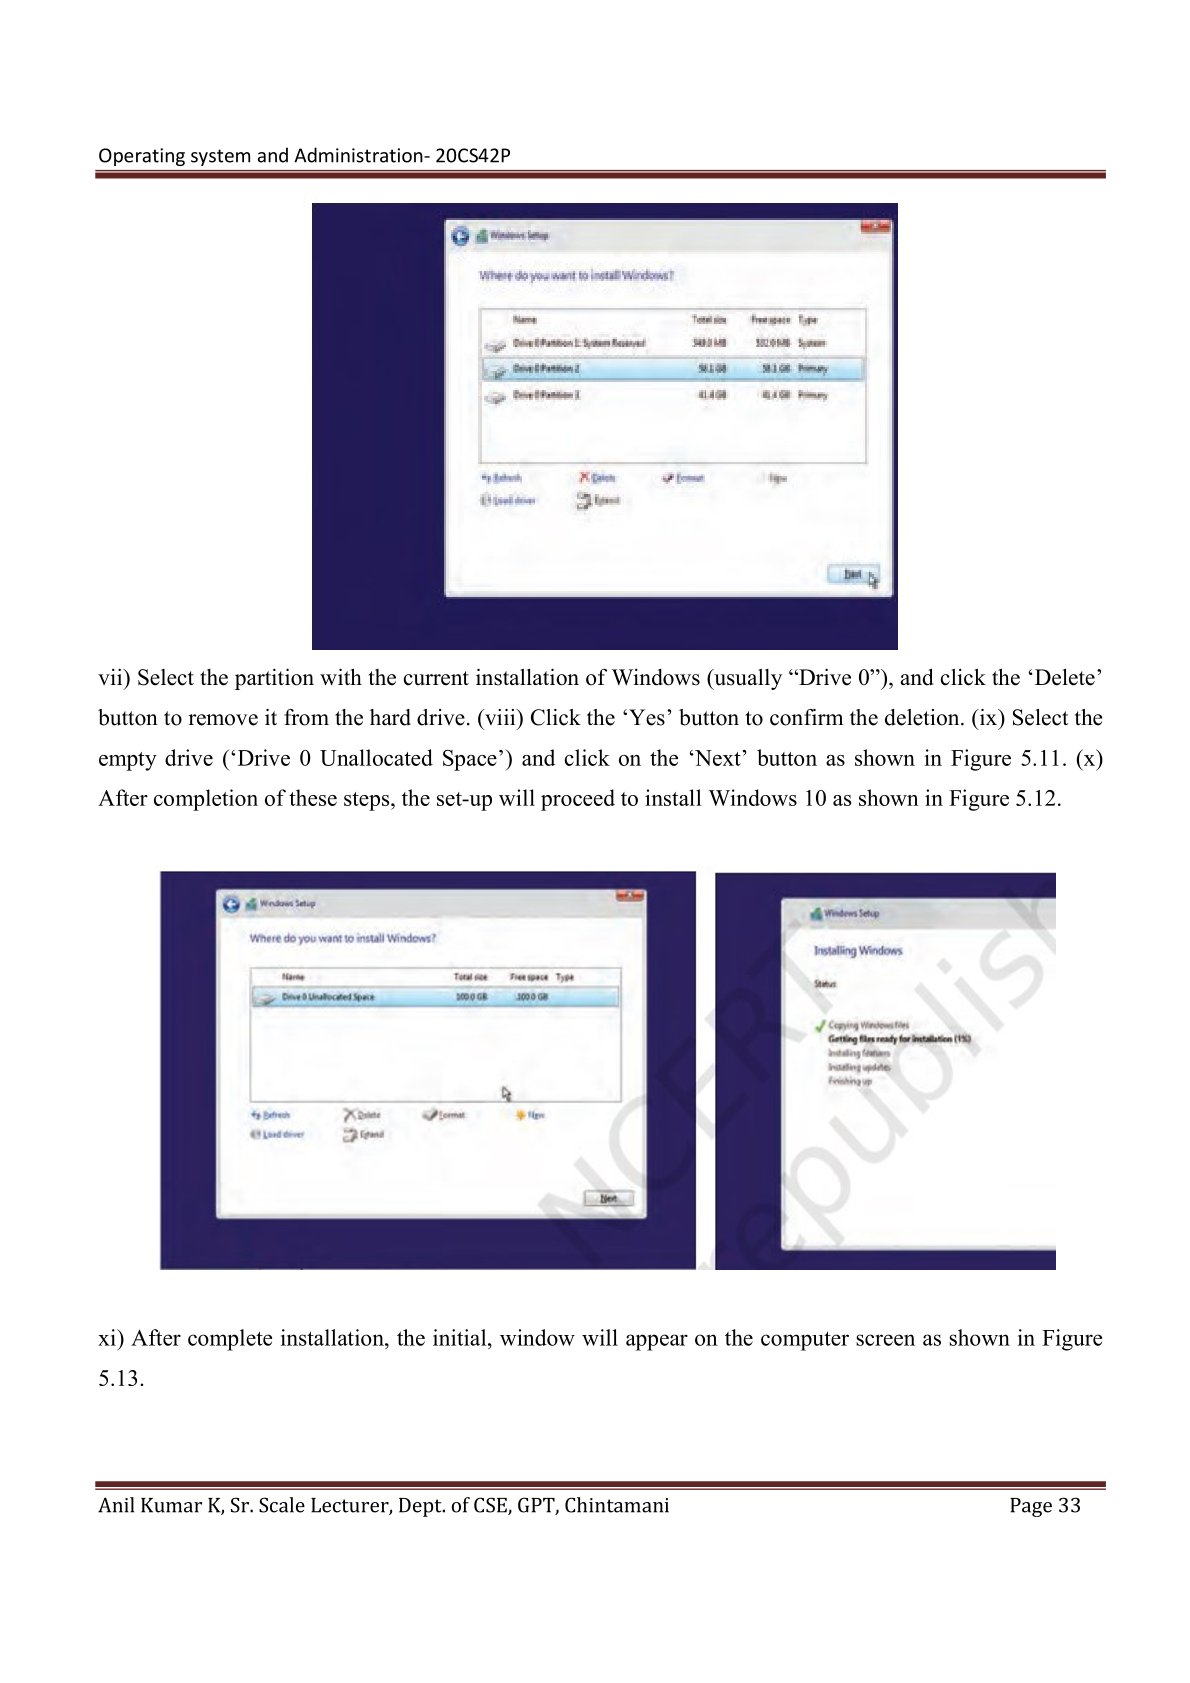 Operating system and Administration- 20CS42P
Windows Setup
Where do you want to install Windows?
Name Total size Free space Type
Drive 0 Partition 1: System Reserved 549.0 MB System
Drive 0 Partition 2 58.1 GB 58.1 GB Primary
Drive 0 Partition 41.4 GB 41.4 GB Primary
Refresh Delete Format New
Load driver Extend
Next
vii) Select the partition with the current installation of Windows (usually “Drive 0”), and click the ‘Delete’
button to remove it from the hard drive. (viii) Click the ‘Yes’ button to confirm the deletion. (ix) Select the
empty drive (‘Drive 0 Unallocated Space’) and click on the ‘Next’ button as shown in Figure 5.11. (x)
After completion of these steps, the set-up will proceed to install Windows 10 as shown in Figure 5.12.
Windows Setup
Where do you want to install Windows?
Name Total size Free space Type
Drive 0 Unallocated Space 100.0 GB 100.0 GB
Refresh Delete Format New
Load driver Extend
Next
Windows Setup
Installing Windows
Status
Copying Windows files
Getting files ready for installation (1%)
Installing features
Installing updates
Finishing up
NCERT
republish
xi) After complete installation, the initial, window will appear on the computer screen as shown in Figure
5.13.
Anil Kumar K, Sr. Scale Lecturer, Dept. of CSE, GPT, Chintamani Page 33